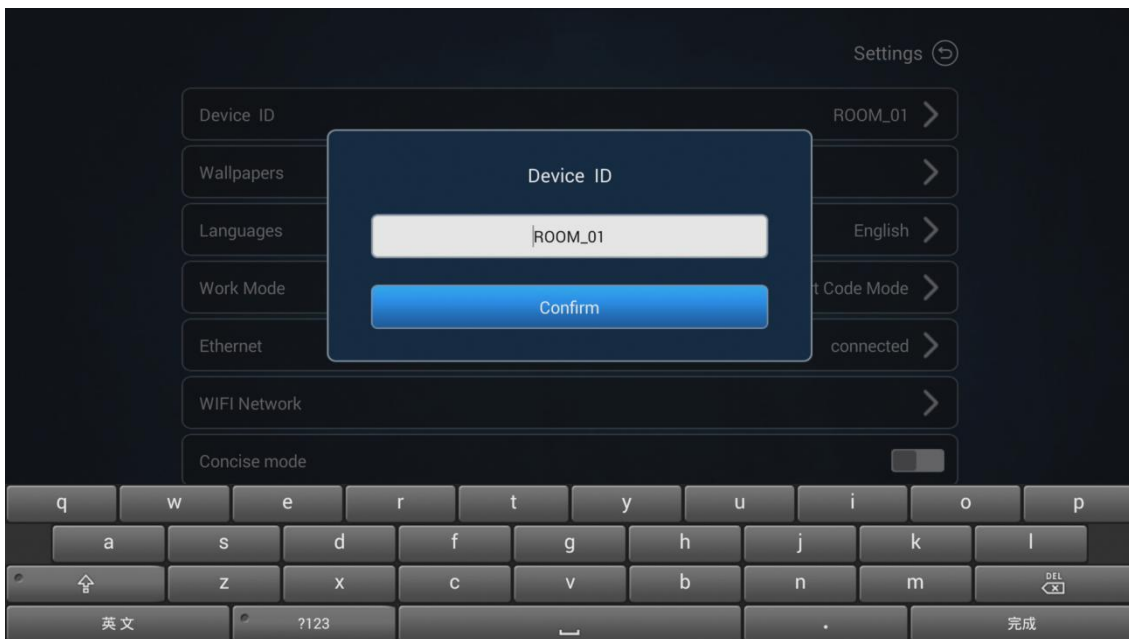 Settings
Device ID ROOM_01
Wallpapers
Device ID
Languages English
ROOM_01
Work Mode t Code Mode
Confirm
Ethernet connected
WIFI Network
Concise mode
q w e r t y u i o p
a s d f g h j k l
z x c v b n m DEL
英文 ?123 . 完成